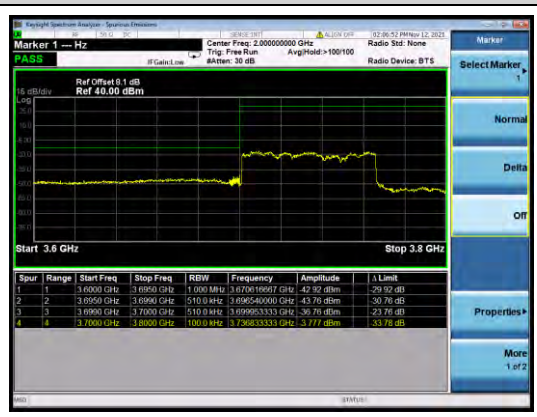 Keysight Spectrum Analyzer - Spurious Emissions
50 Ω DC SENSE:INT ALIGN OFF 02:06:52 PM Nov 12, 2021
Marker 1 --- Hz
Center Freq: 2.000000000 GHz
Radio Std: None
Marker
Trig: Free Run
Avg|Hold:>100/100
PASS
IFGain:Low
#Atten: 30 dB
Radio Device: BTS
Select Marker
1
Ref Offset 8.1 dB
16 dB/div
Ref 40.00 dBm
Log
Normal
Delta
Off
Start 3.6 GHz
Stop 3.8 GHz
Spur Range Start Freq Stop Freq RBW Frequency Amplitude Δ Limit
1 1 3.6000 GHz 3.6950 GHz 1.000 MHz 3.670616667 GHz -42.92 dBm -29.92 dB
2 2 3.6950 GHz 3.6990 GHz 510.0 kHz 3.696540000 GHz -43.76 dBm -30.76 dB
3 3 3.6990 GHz 3.7000 GHz 510.0 kHz 3.699953333 GHz -36.76 dBm -23.76 dB
4 4 3.7000 GHz 3.8000 GHz 100.0 kHz 3.736833333 GHz -3.777 dBm -33.78 dB
Properties
More
1 of 2
MSG
STATUS